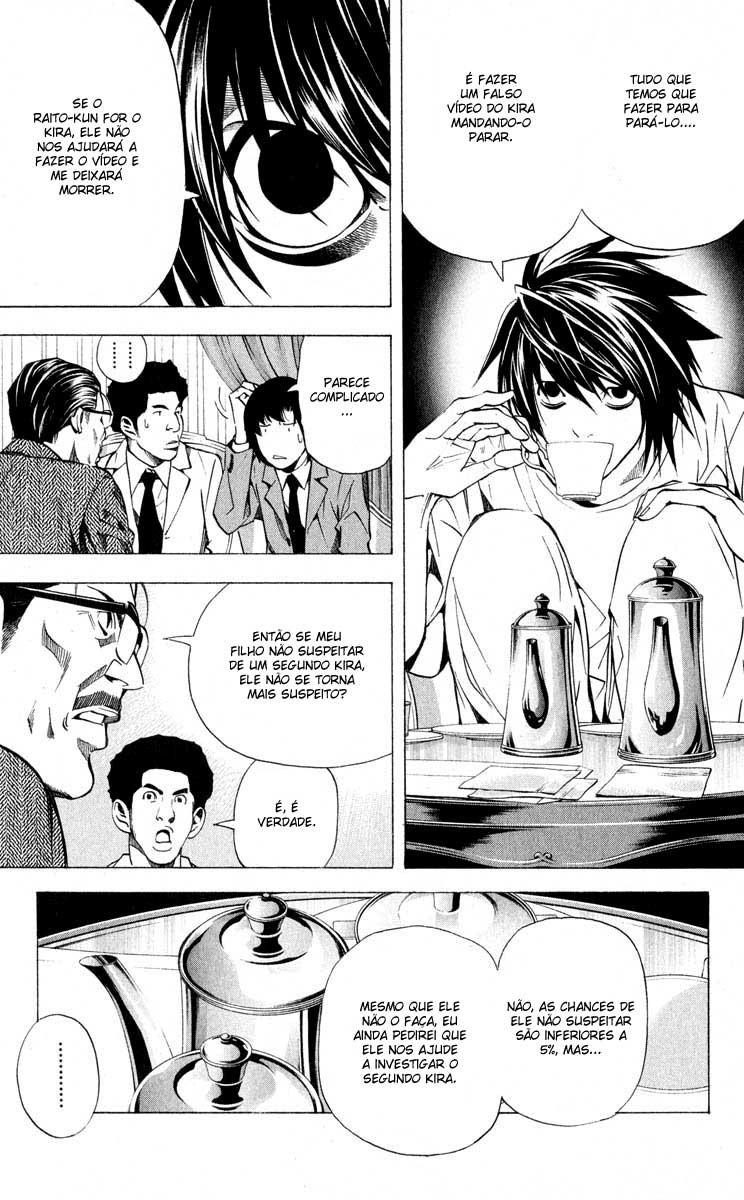 TUDO QUE
TEMOS QUE
FAZER PARA
PARÁ-LO....
É FAZER
UM FALSO
VÍDEO DO KIRA
MANDANDO-O
PARAR.
SE O
RAITO-KUN FOR O
KIRA, ELE NÃO
NOS AJUDARÁ A
FAZER O VÍDEO E
ME DEIXARÁ
MORRER.
PARECE
COMPLICADO
...
......
ENTÃO SE MEU
FILHO NÃO SUSPEITAR
DE UM SEGUNDO KIRA,
ELE NÃO SE TORNA
MAIS SUSPEITO?
É, É
VERDADE.
NÃO, AS CHANCES DE
ELE NÃO SUSPEITAR
SÃO INFERIORES A
5%, MAS...
MESMO QUE ELE
NÃO O FAÇA, EU
AINDA PEDIREI QUE
ELE NOS AJUDE
A INVESTIGAR O
SEGUNDO KIRA.
.........